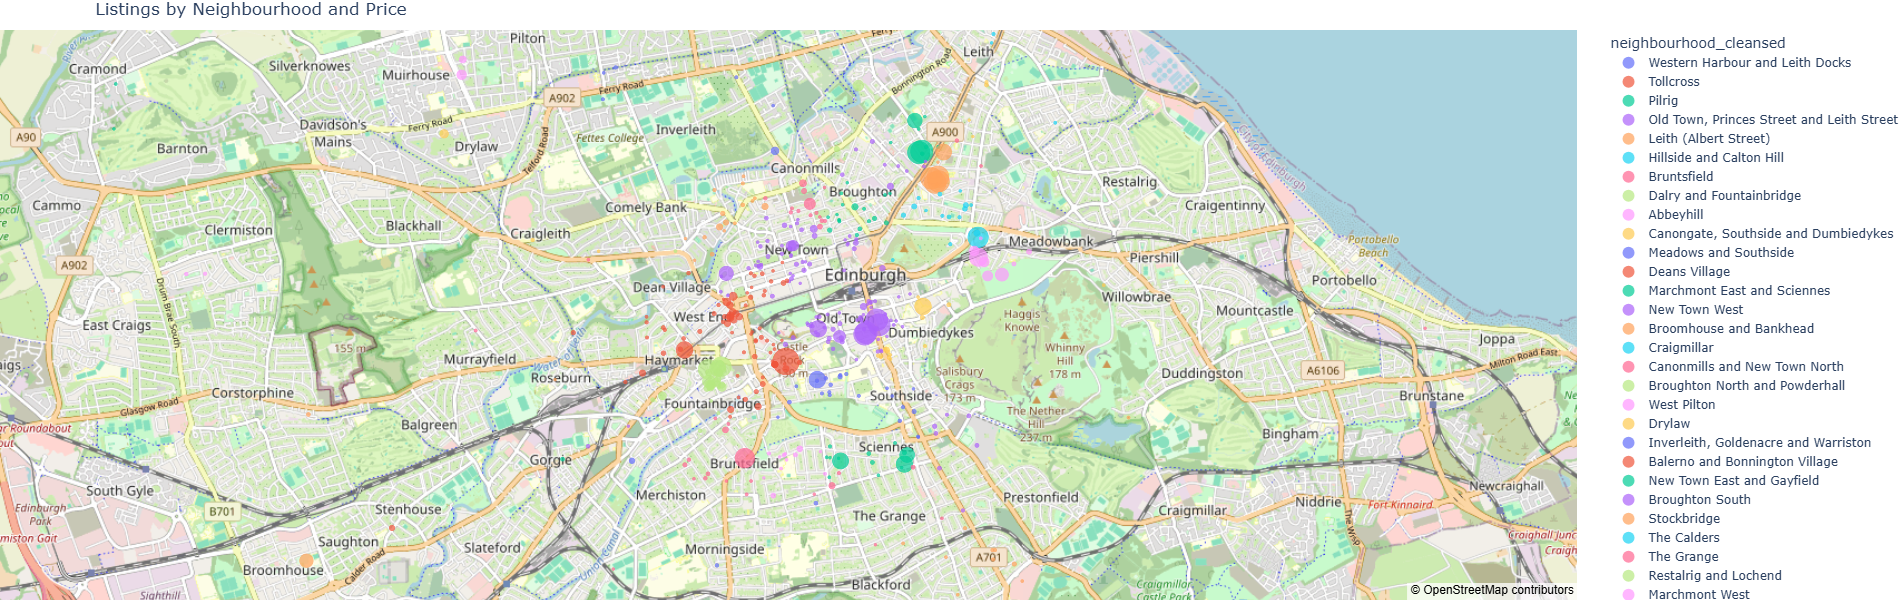 Listings by Neighbourhood and Price
Pilton
Ferry
Leith
Cramond
Silverknowes
Muirhouse
Bonnington Road
A902
Ferry Road
A90
Davidson's
Mains
Ferry Road
Fettes College
Inverleith
A900
City of Edinburgh
Barnton
Drylaw
Telford Road
Canonmills
Restalrig
Cammo
Comely Bank
Broughton
Craigentinny
Clermiston
Blackhall
Craigleith
New Town
Meadowbank
Portobello
Beach
A902
Edinburgh
Piershill
Drum Brae South
Dean Village
Portobello
Willowbrae
Haggis
Knowe
Mountcastle
East Craigs
West End
Old Town
Dumbiedykes
Joppa
155 m
Water of Leith
Castle
Rock
Whinny
Hill
178 m
Milton Road East
Murrayfield
Haymarket
Salisbury
Crags
173 m
Duddingston
A6106
Roseburn
Corstorphine
Glasgow Road
Fountainbridge
Southside
The Nether
Hill
237 m
Brunstane
ar Roundabout
Balgreen
Sciennes
Bingham
Gorgie
Bruntsfield
South Gyle
Merchiston
Prestonfield
Newcraighall
Edinburgh
Park
B701
Stenhouse
The Grange
Craigmillar
Niddrie
Fort Kinnaird
The Wisp
miston Gait
Saughton
Slateford
Union Canal
Morningside
A701
Craighall Junc
Craigh
Broomhouse
Calder Road
Blackford
Craigmillar
Castle Park
Sighthill
© OpenStreetMap contributors
neighbourhood_cleansed
Western Harbour and Leith Docks
Tollcross
Pilrig
Old Town, Princes Street and Leith Street
Leith (Albert Street)
Hillside and Calton Hill
Bruntsfield
Dalry and Fountainbridge
Abbeyhill
Canongate, Southside and Dumbiedykes
Meadows and Southside
Deans Village
Marchmont East and Sciennes
New Town West
Broomhouse and Bankhead
Craigmillar
Canonmills and New Town North
Broughton North and Powderhall
West Pilton
Drylaw
Inverleith, Goldenacre and Warriston
Balerno and Bonnington Village
New Town East and Gayfield
Broughton South
Stockbridge
The Calders
The Grange
Restalrig and Lochend
Marchmont West